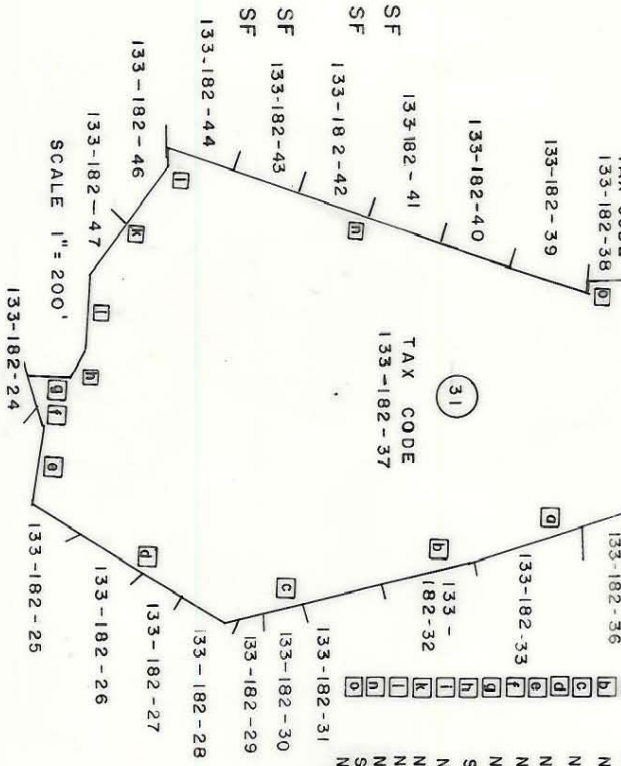 133-182-38
133-182-36
b N
c N
d N
e N
f N
g N
h S
i N
k N
l N
n S
o N
133-182-39
o
a
133-182-33
133-182-40
31
133-
182-32
b
TAX CODE
133-182-37
133-182-41
SF
133-182-42
SF
n
133-182-31
133-182-30
c
133-182-43
SF
133-182-29
133-182-44
SF
133-182-28
l
133-182-46
133-182-27
d
k
133-182-47
133-182-26
l
h
SCALE 1"=200'
g
f
e
133-182-25
133-182-24